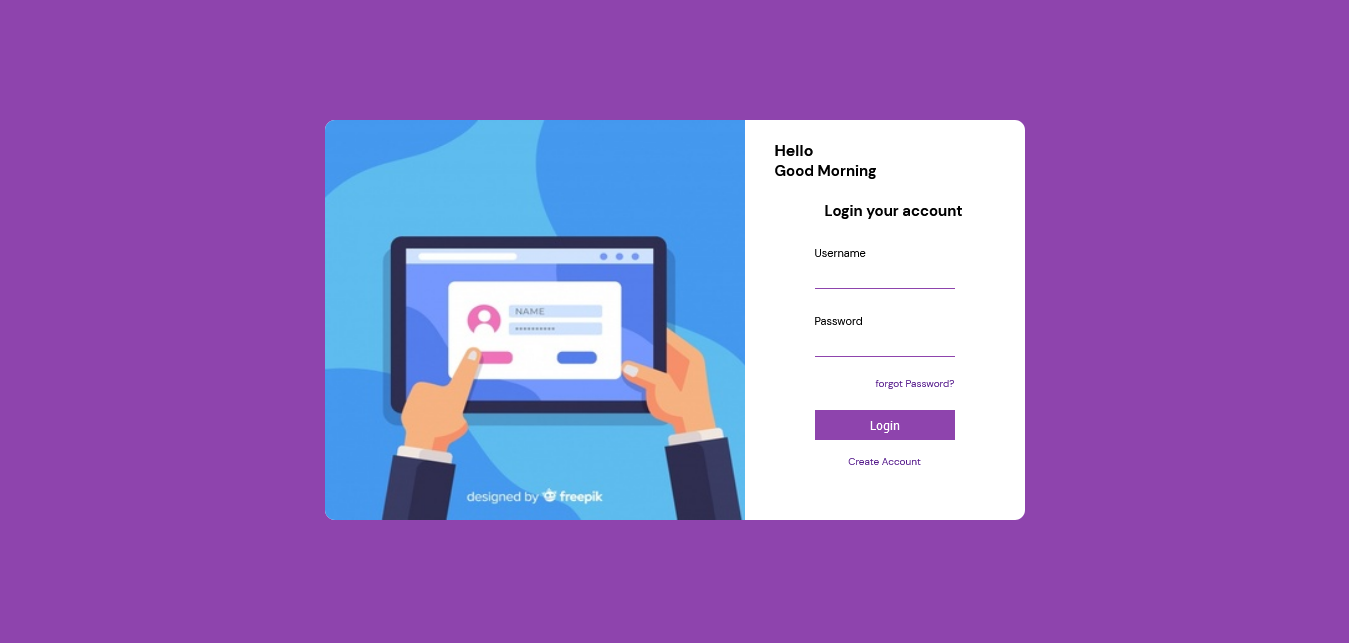 Hello
Good Morning
Login your account
Username
Password
forgot Password?
Login
Create Account
NAME
**********
designed by freepik